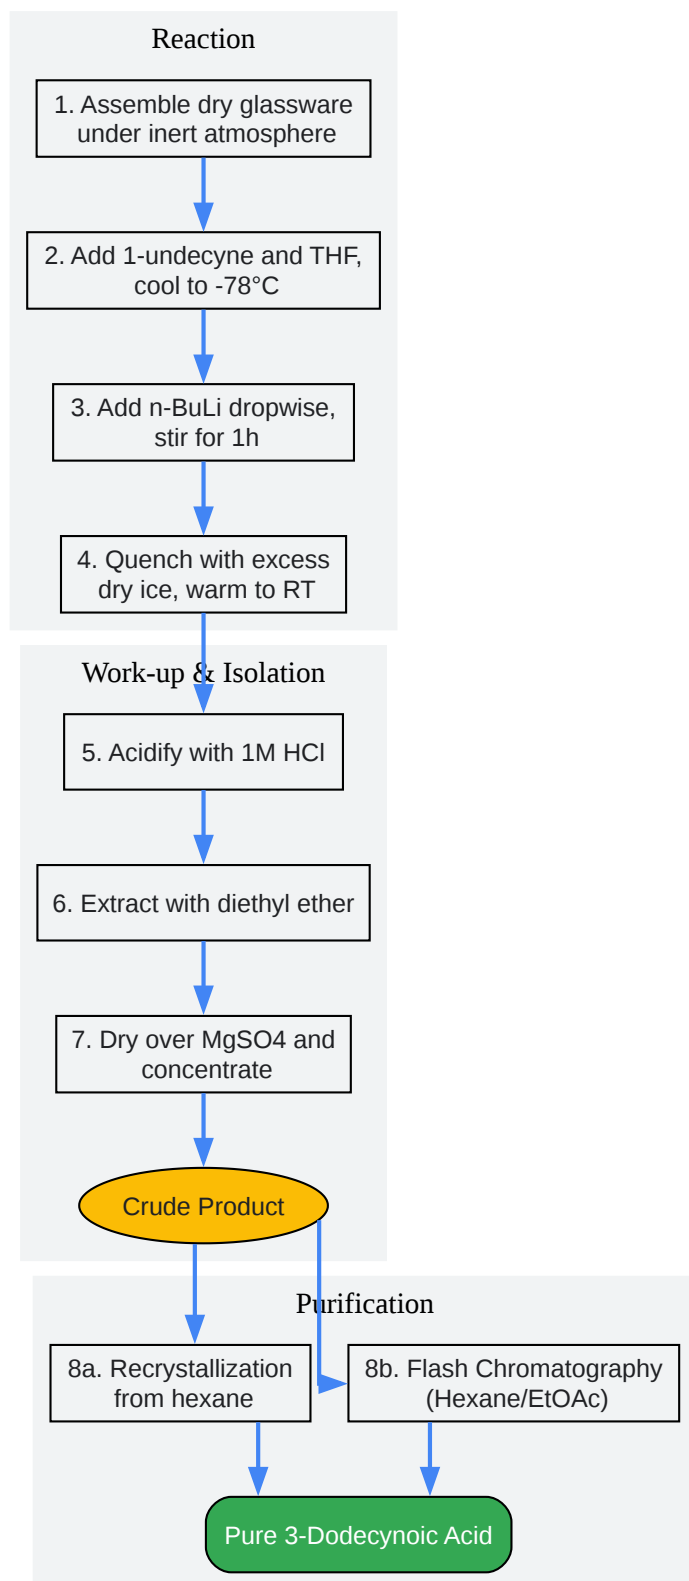 Reaction
1. Assemble dry glassware
under inert atmosphere
2. Add 1-undecyne and THF,
cool to -78°C
3. Add n-BuLi dropwise,
stir for 1h
4. Quench with excess
dry ice, warm to RT
Work-up & Isolation
5. Acidify with 1M HCl
6. Extract with diethyl ether
7. Dry over MgSO4 and
concentrate
Crude Product
Purification
8a. Recrystallization
from hexane
8b. Flash Chromatography
(Hexane/EtOAc)
Pure 3-Dodecynoic Acid